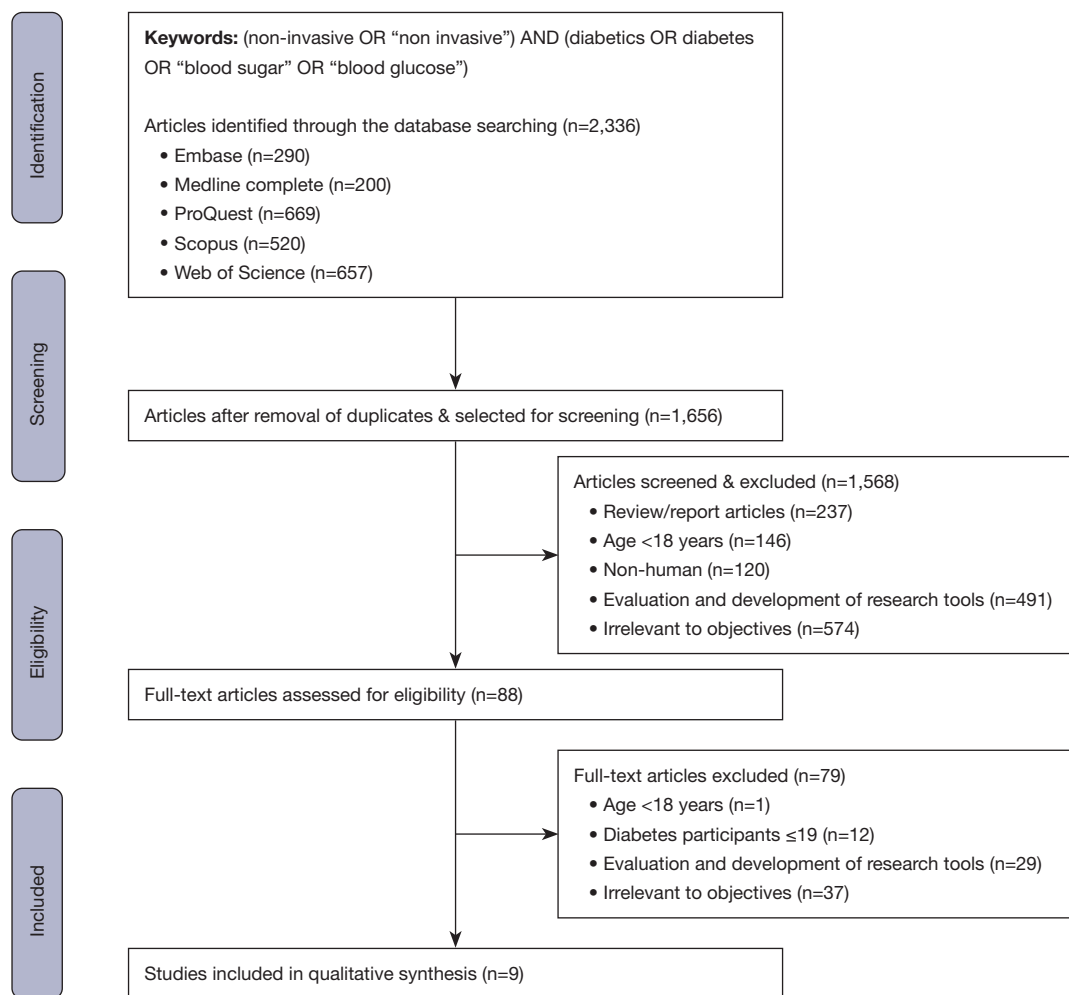 Identification
Keywords: (non-invasive OR “non invasive”) AND (diabetics OR diabetes
OR “blood sugar” OR “blood glucose”)
Articles identified through the database searching (n=2,336)
• Embase (n=290)
• Medline complete (n=200)
• ProQuest (n=669)
• Scopus (n=520)
• Web of Science (n=657)
Screening
Articles after removal of duplicates & selected for screening (n=1,656)
Articles screened & excluded (n=1,568)
• Review/report articles (n=237)
• Age <18 years (n=146)
• Non-human (n=120)
• Evaluation and development of research tools (n=491)
• Irrelevant to objectives (n=574)
Eligibility
Full-text articles assessed for eligibility (n=88)
Full-text articles excluded (n=79)
• Age <18 years (n=1)
• Diabetes participants ≤19 (n=12)
• Evaluation and development of research tools (n=29)
• Irrelevant to objectives (n=37)
Included
Studies included in qualitative synthesis (n=9)